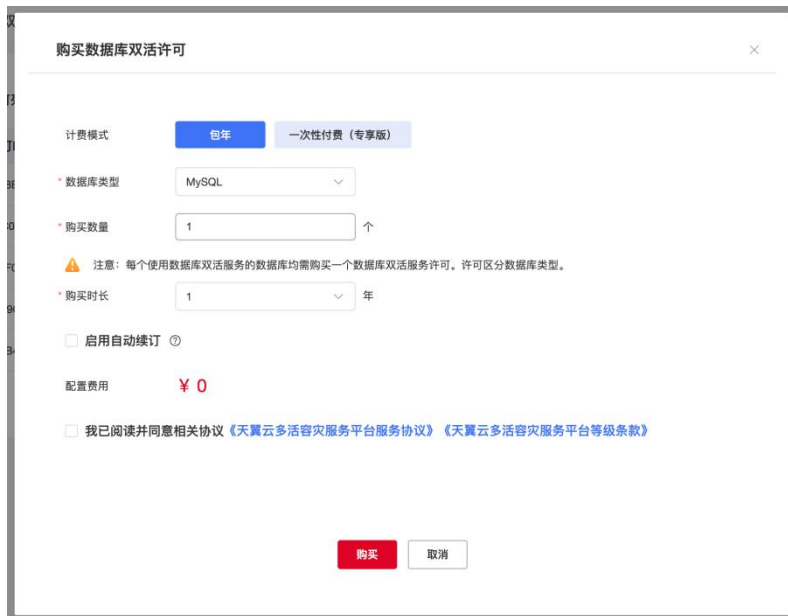 购买数据库双活许可
计费模式 包年 一次性付费（专享版）
* 数据库类型 MySQL
* 购买数量 1 个
注意：每个使用数据库双活服务的数据库均需购买一个数据库双活服务许可。许可区分数据库类型。
* 购买时长 1 年
启用自动续订
配置费用 ¥ 0
我已阅读并同意相关协议《天翼云多活容灾服务平台服务协议》《天翼云多活容灾服务平台等级条款》
购买 取消